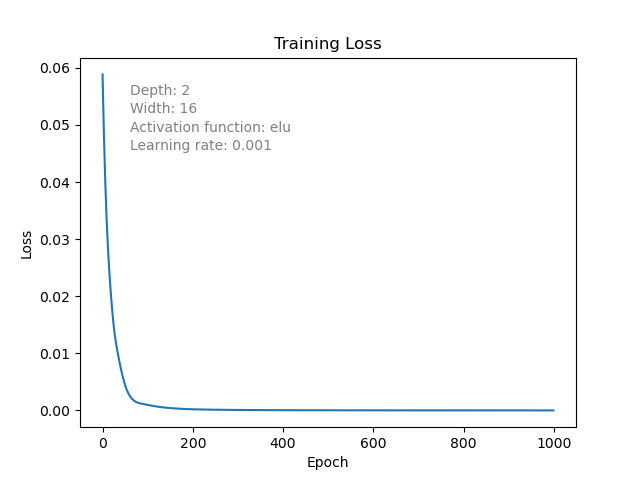 Training Loss
Depth: 2
Width: 16
Activation function: elu
Learning rate: 0.001
Loss
0.06
0.05
0.04
0.03
0.02
0.01
0.00
0 200 400 600 800 1000
Epoch